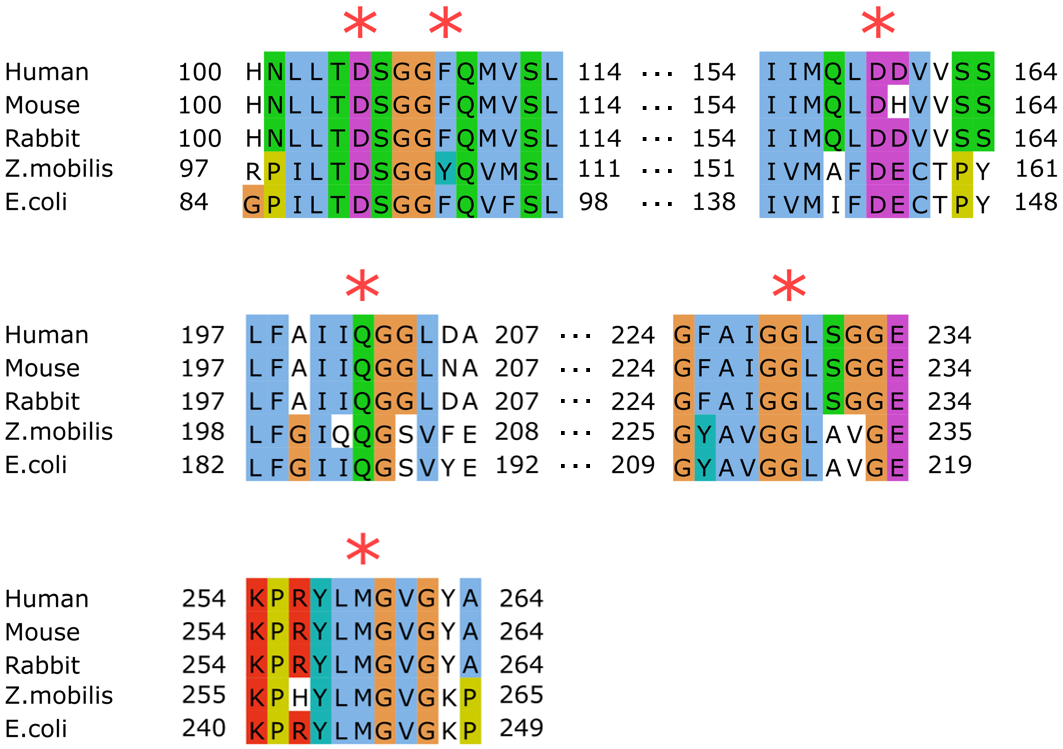 * * *
Human 100 HNLLTDSGGFQMVSL 114 ··· 154 IIMQLDDVVSS 164
Mouse 100 HNLLTDSGGFQMVSL 114 ··· 154 IIMQLDHVVSS 164
Rabbit 100 HNLLTDSGGFQMVSL 114 ··· 154 IIMQLDDVVSS 164
Z.mobilis 97 RPILTDSGGYQVMSL 111 ··· 151 IVMAFDECTPY 161
E.coli 84 GPILTDSGGFQVFSL 98 ··· 138 IVMIFDECTPY 148
* *
Human 197 LFAIIQGGLDA 207 ··· 224 GFAIGGLSGGE 234
Mouse 197 LFAIIQGGLNA 207 ··· 224 GFAIGGLSGGE 234
Rabbit 197 LFAIIQGGLDA 207 ··· 224 GFAIGGLSGGE 234
Z.mobilis 198 LFGIQQGSVFE 208 ··· 225 GYAVGGLAVGE 235
E.coli 182 LFGIIQGSVYE 192 ··· 209 GYAVGGLAVGE 219
*
Human 254 KPRYLMGVGYA 264
Mouse 254 KPRYLMGVGYA 264
Rabbit 254 KPRYLMGVGYA 264
Z.mobilis 255 KPHYLMGVGKP 265
E.coli 240 KPRYLMGVGKP 249